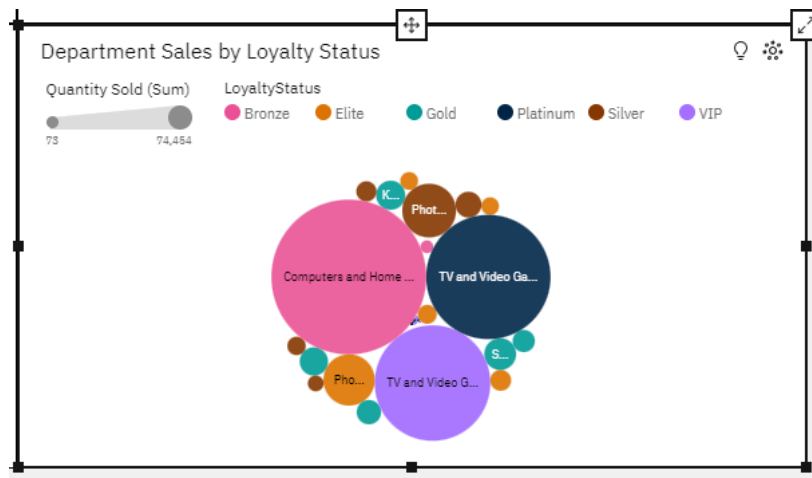 Department Sales by Loyalty Status
Quantity Sold (Sum)
73
74,454
LoyaltyStatus
Bronze
Elite
Gold
Platinum
Silver
VIP
K...
Phot...
Computers and Home ...
TV and Video Ga...
S...
Pho...
TV and Video G...